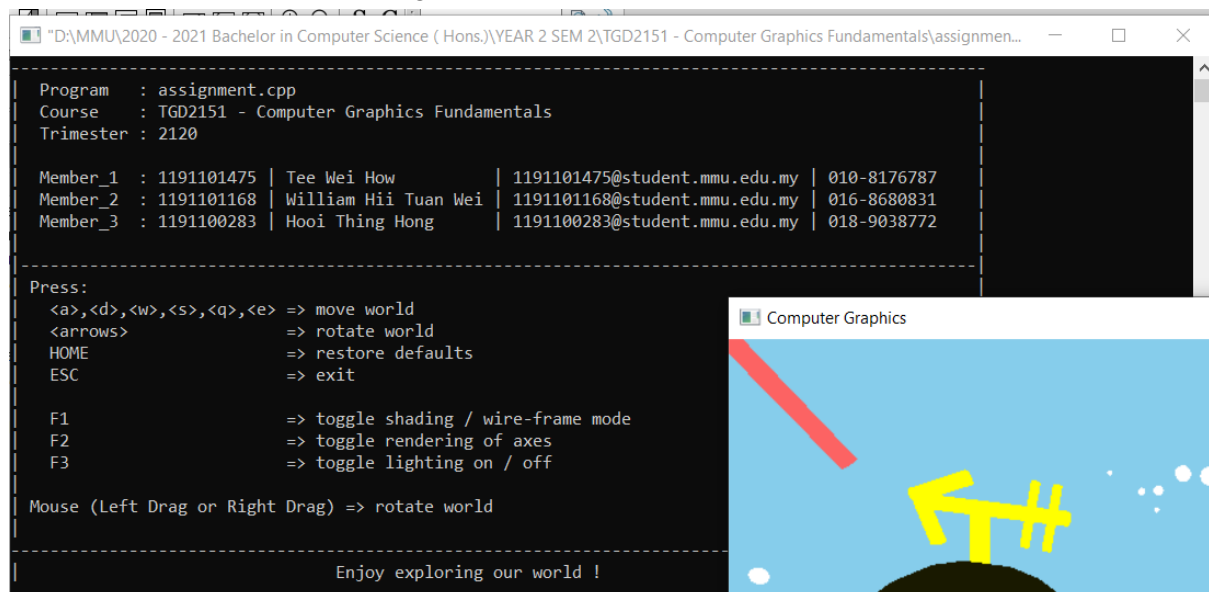 "D:\MMU\2020 - 2021 Bachelor in Computer Science ( Hons.)\YEAR 2 SEM 2\TGD2151 - Computer Graphics Fundamentals\assignmen...
Program : assignment.cpp
Course : TGD2151 - Computer Graphics Fundamentals
Trimester : 2120
Member_1 : 1191101475 | Tee Wei How | 1191101475@student.mmu.edu.my | 010-8176787
Member_2 : 1191101168 | William Hii Tuan Wei | 1191101168@student.mmu.edu.my | 016-8680831
Member_3 : 1191100283 | Hooi Thing Hong | 1191100283@student.mmu.edu.my | 018-9038772
Press:
<a>,<d>,<w>,<s>,<q>,<e> => move world
<arrows> => rotate world
HOME => restore defaults
ESC => exit
F1 => toggle shading / wire-frame mode
F2 => toggle rendering of axes
F3 => toggle lighting on / off
Mouse (Left Drag or Right Drag) => rotate world
Enjoy exploring our world !
Computer Graphics